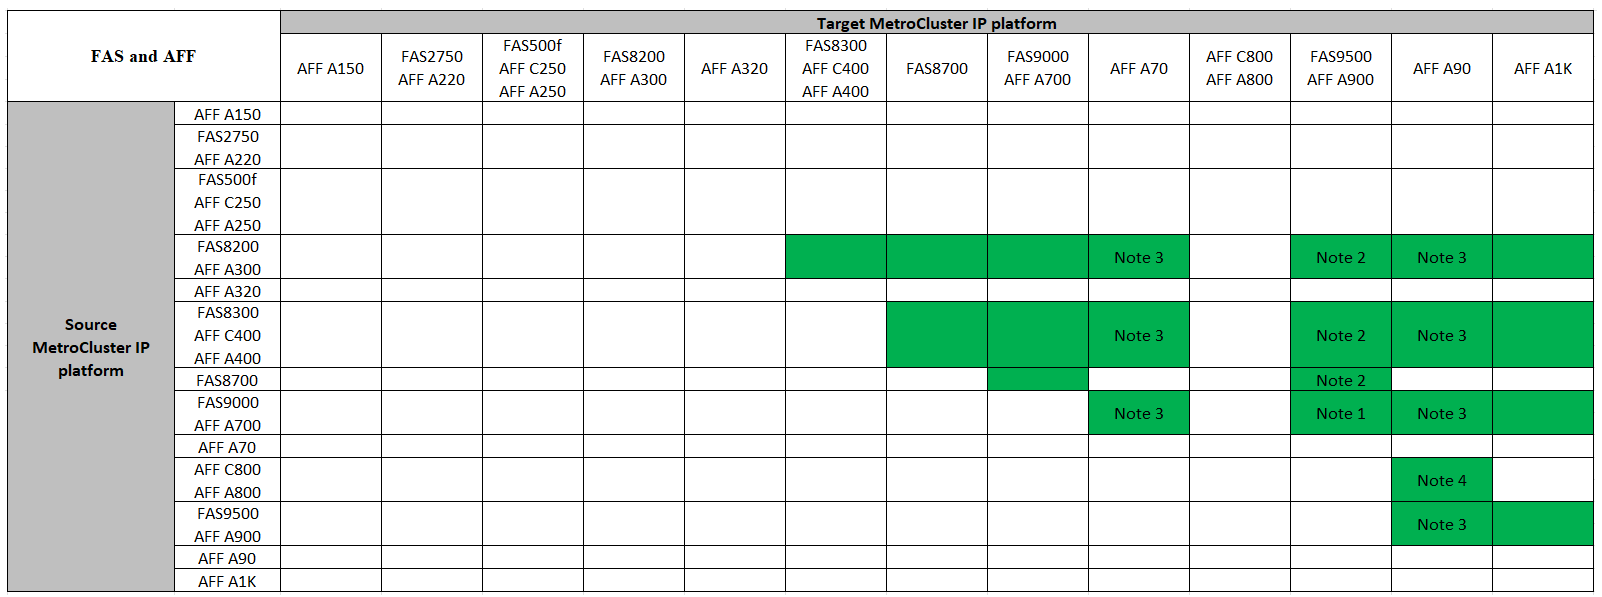 Target MetroCluster IP platform
FAS and AFF
AFF A150
FAS2750
AFF A220
FAS500f
AFF C250
AFF A250
FAS8200
AFF A300
AFF A320
FAS8300
AFF C400
AFF A400
FAS8700
FAS9000
AFF A700
AFF A70
AFF C800
AFF A800
FAS9500
AFF A900
AFF A90
AFF A1K
Source
MetroCluster IP
platform
AFF A150
FAS2750
AFF A220
FAS500f
AFF C250
AFF A250
FAS8200
AFF A300
Note 3
Note 2
Note 3
AFF A320
FAS8300
AFF C400
AFF A400
Note 3
Note 2
Note 3
FAS8700
Note 2
FAS9000
AFF A700
Note 3
Note 1
Note 3
AFF A70
AFF C800
AFF A800
Note 4
FAS9500
AFF A900
Note 3
AFF A90
AFF A1K